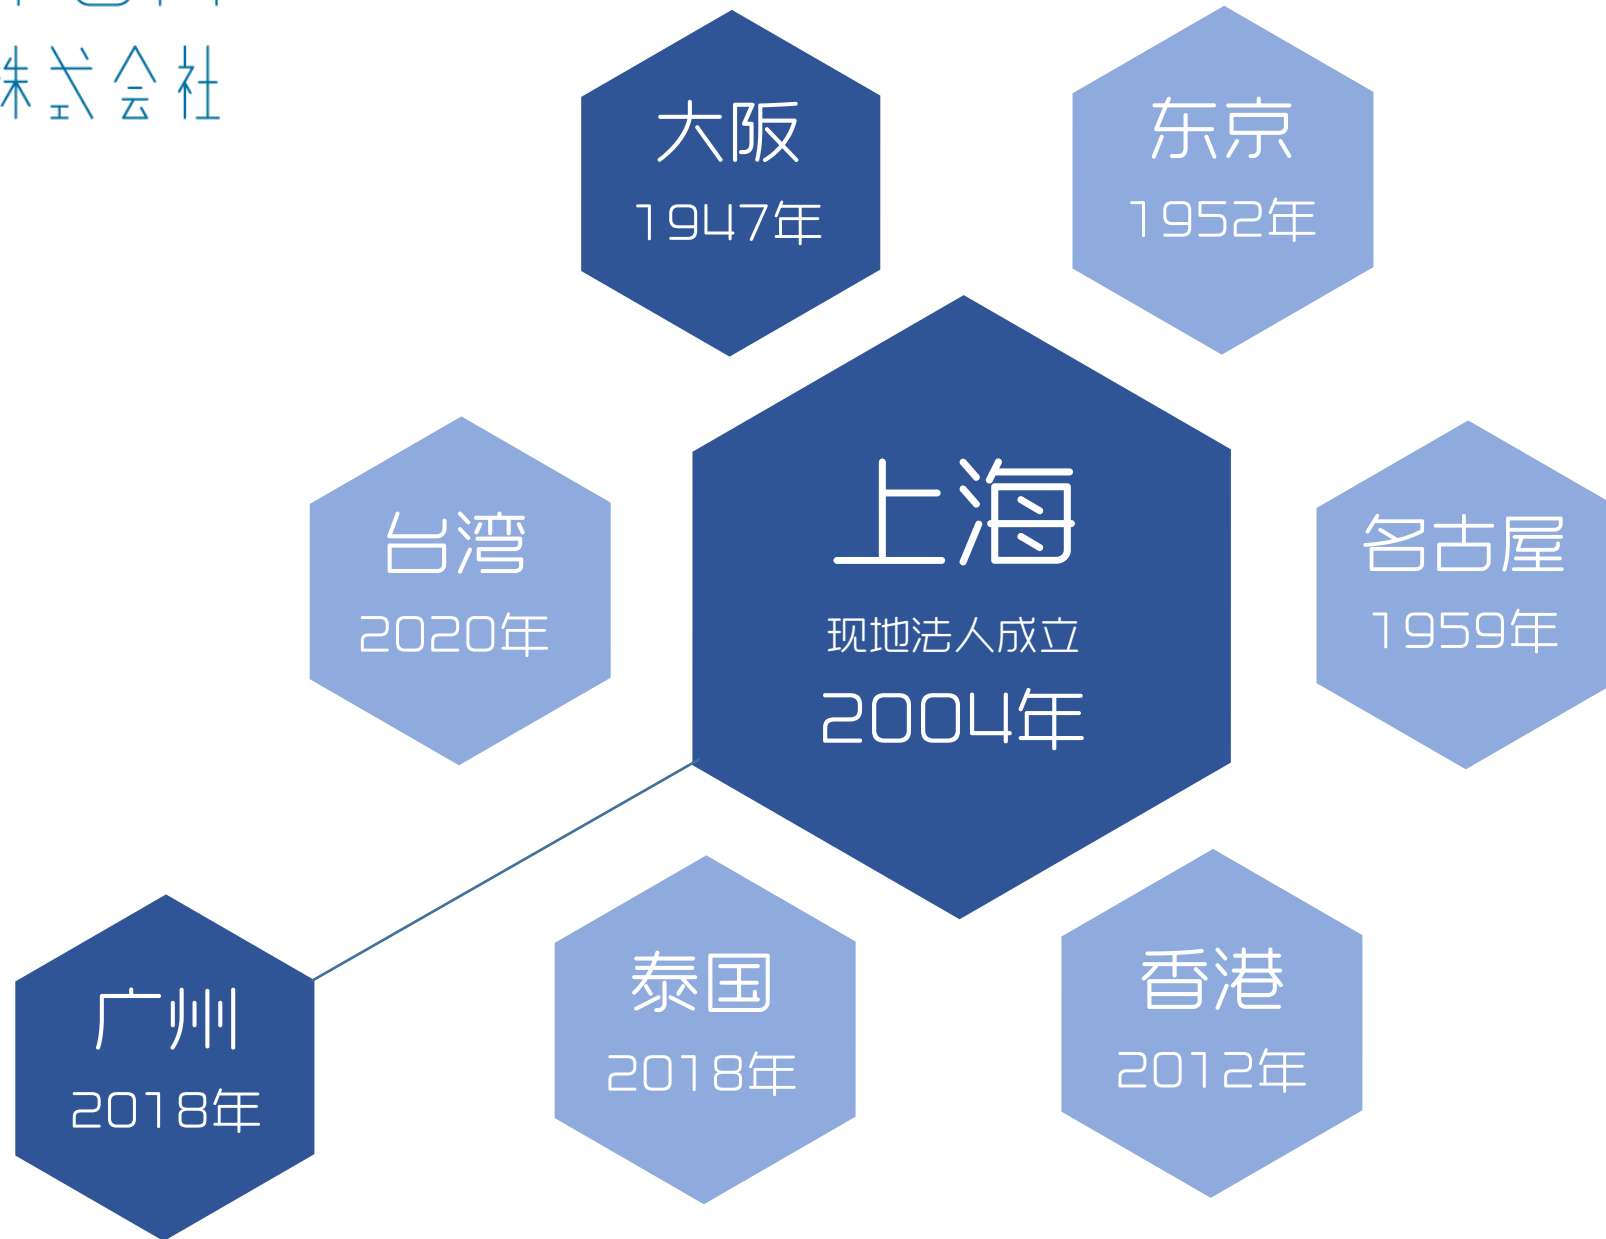 株式会社
大阪
1947年
东京
1952年
上海
现地法人成立
2004年
台湾
2020年
名古屋
1959年
广州
2018年
泰国
2018年
香港
2012年